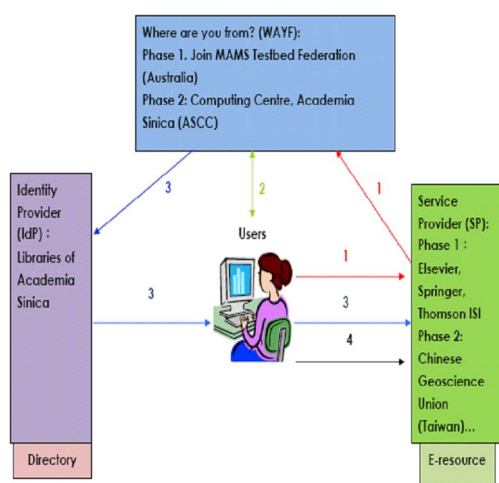 Where are you from? (WAYF):
Phase 1. Join MAMS Testbed Federation
(Australia)
Phase 2: Computing Centre, Academia
Sinica (ASCC)
3
2
1
Identity
Provider
(IdP) :
Libraries of
Academia
Sinica
Users
Service
Provider (SP):
Phase 1 :
Elsevier,
Springer,
Thomson ISI
Phase 2:
Chinese
Geoscience
Union
(Taiwan)...
1
3
3
4
Directory
E-resource